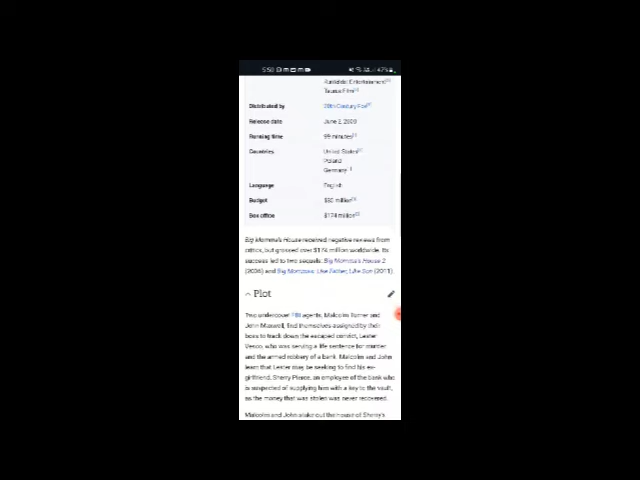 5:50
Distributed by 20th Century Fox
Release date June 2, 2000
Running time 99 minutes
Countries United States
Germany
Language English
Budget $30 million
Box office $174 million
Big Momma's House received negative reviews from
critics, but grossed over $174 million worldwide. Its
success led to two sequels: Big Momma's House 2
(2006) and Big Mommas: Like Father, Like Son (2011).
Plot
Two undercover FBI agents, Malcolm Turner and
John Maxwell, find themselves assigned by their
boss to track down the escaped convict, Lester
Vesco, who was serving a life sentence for murder
and the armed robbery of a bank. Malcolm and John
learn that Lester may be seeking to find his ex-
girlfriend, Sherry Pierce, an employee of the bank who
is suspected of supplying him with a key to the vault,
as the money that was stolen was never recovered.
Malcolm and John stake out the house of Sherry's